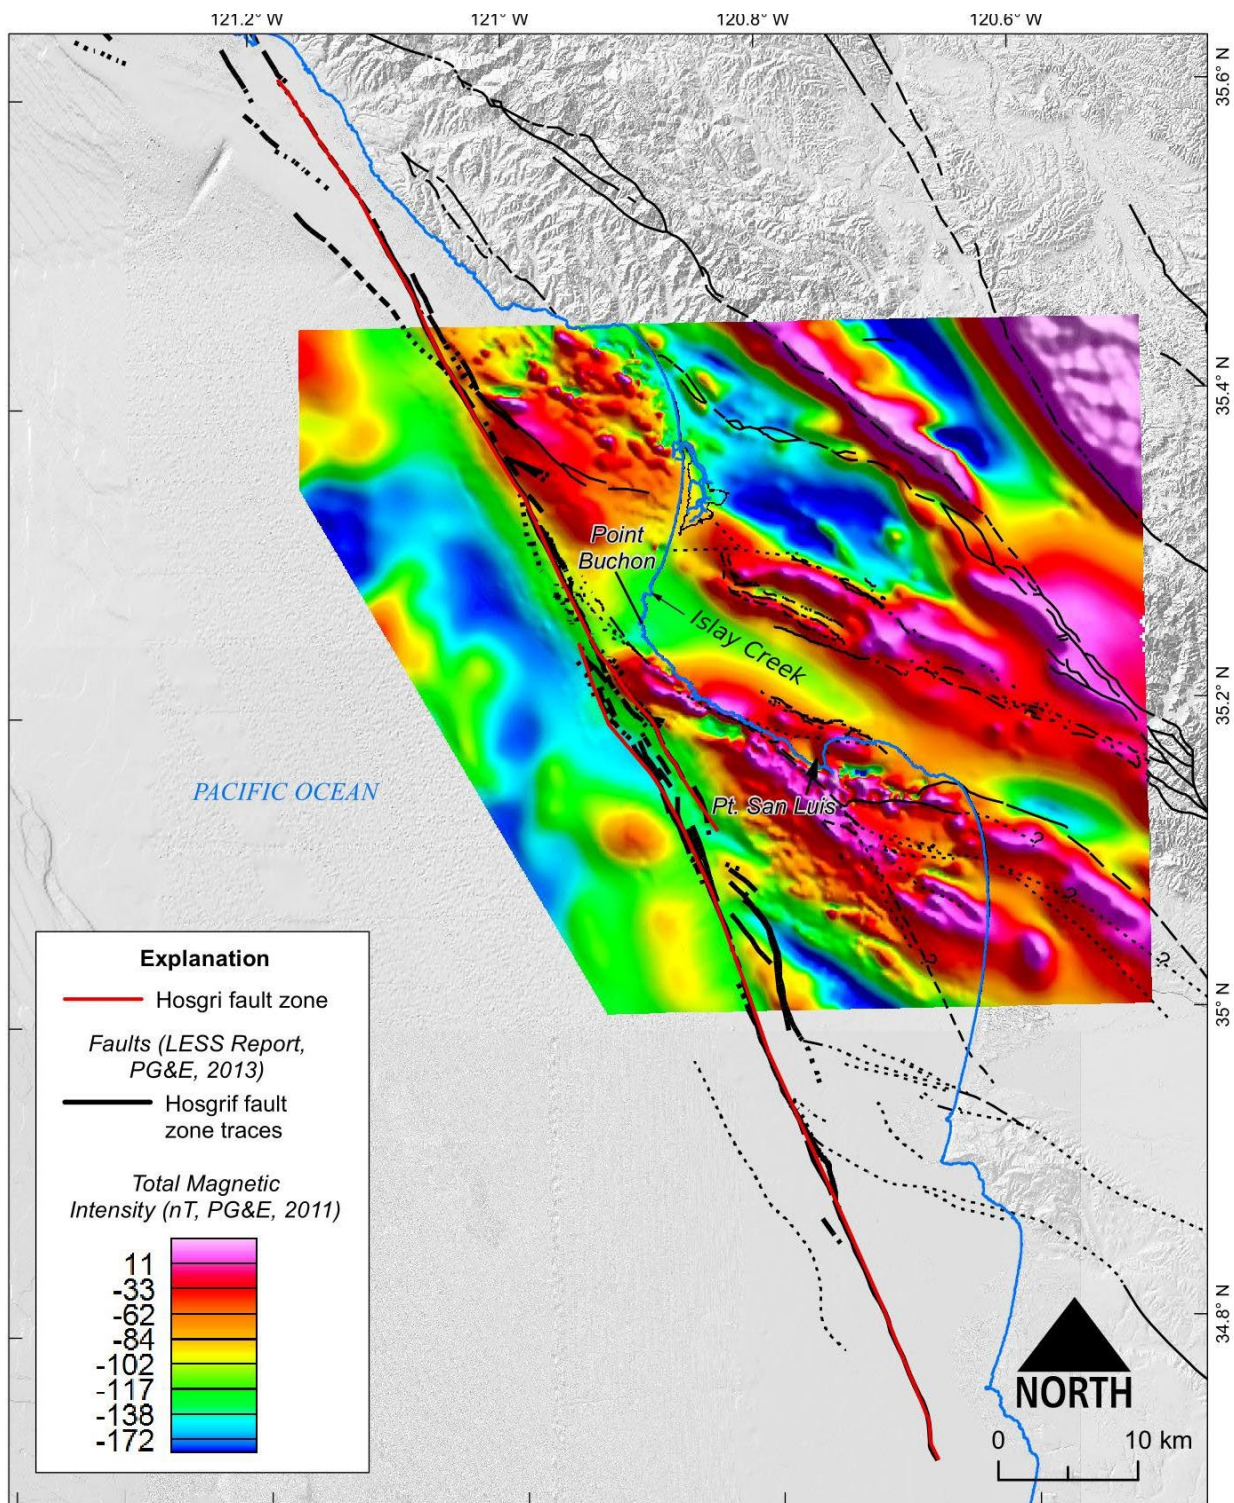 121.2° W
121° W
120.8° W
120.6° W
35.6° N
35.4° N
35.2° N
35° N
34.8° N
Point
Buchon
Islay Creek
Pt. San Luis
PACIFIC OCEAN
?
?
?
?
Explanation
Hosgri fault zone
Faults (LESS Report,
PG&E, 2013)
Hosgrif fault
zone traces
Total Magnetic
Intensity (nT, PG&E, 2011)
11
-33
-62
-84
-102
-117
-138
-172
NORTH
0 10 km